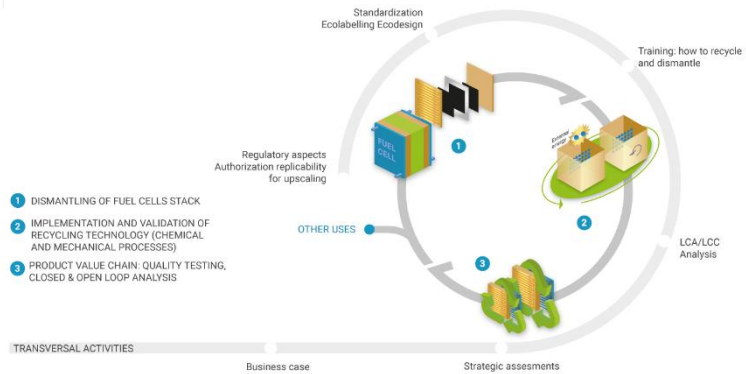 Standardization
Ecolabelling Ecodesign
Training: how to recycle
and dismantle
External
energy
FUEL
CELL
1
Regulatory aspects
Authorization replicability
for upscaling
1 DISMANTLING OF FUEL CELLS STACK
2 IMPLEMENTATION AND VALIDATION OF
RECYCLING TECHNOLOGY (CHEMICAL
AND MECHANICAL PROCESSES)
3 PRODUCT VALUE CHAIN: QUALITY TESTING,
CLOSED & OPEN LOOP ANALYSIS
OTHER USES
2
LCA/LCC
Analysis
3
TRANSVERSAL ACTIVITIES
Business case
Strategic assesments